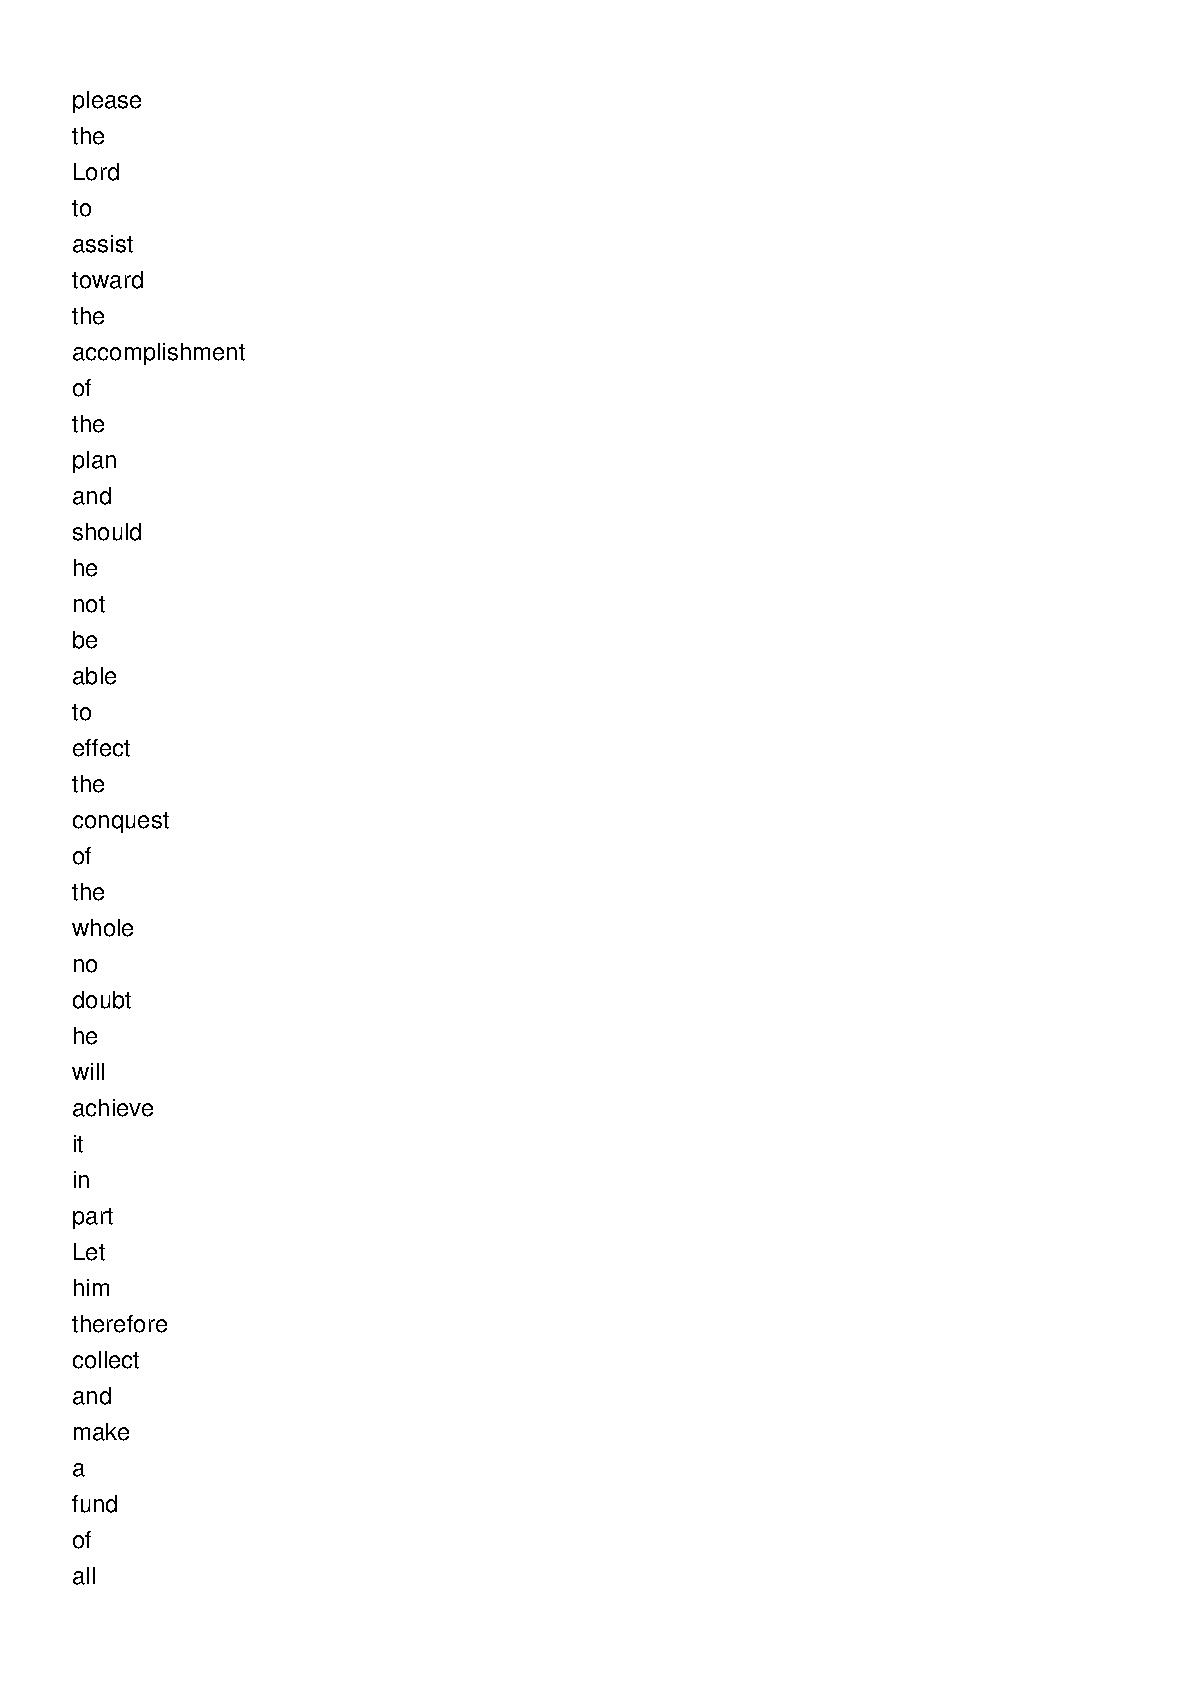 please
the
Lord
to
assist
toward
the
accomplishment
of
the
plan
and
should
he
not
be
able
to
effect
the
conquest
of
the
whole
no
doubt
he
will
achieve
it
in
part
Let
him
therefore
collect
and
make
a
fund
of
all